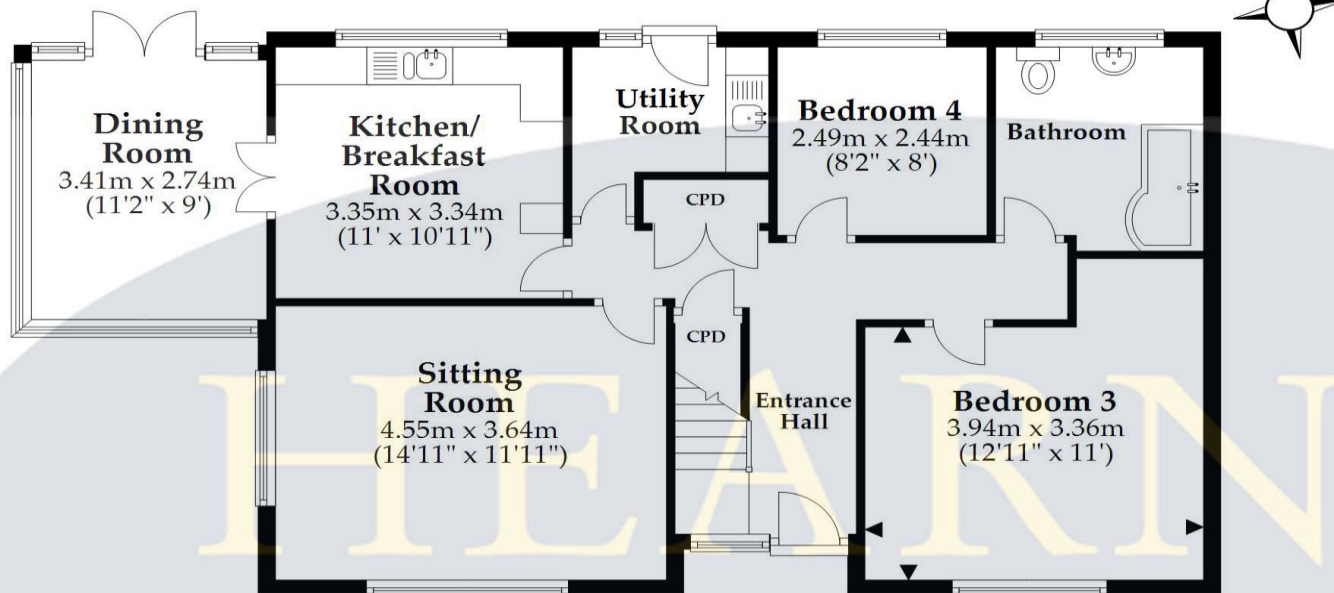 Dining
Room
3.41m x 2.74m
(11'2" x 9')
Kitchen/
Breakfast
Room
3.35m x 3.34m
(11' x 10'11")
Utility
Room
CPD
Bedroom 4
2.49m x 2.44m
(8'2" x 8')
Bathroom
Sitting
Room
4.55m x 3.64m
(14'11" x 11'11")
CPD
Entrance
Hall
Bedroom 3
3.94m x 3.36m
(12'11" x 11')
HEARN